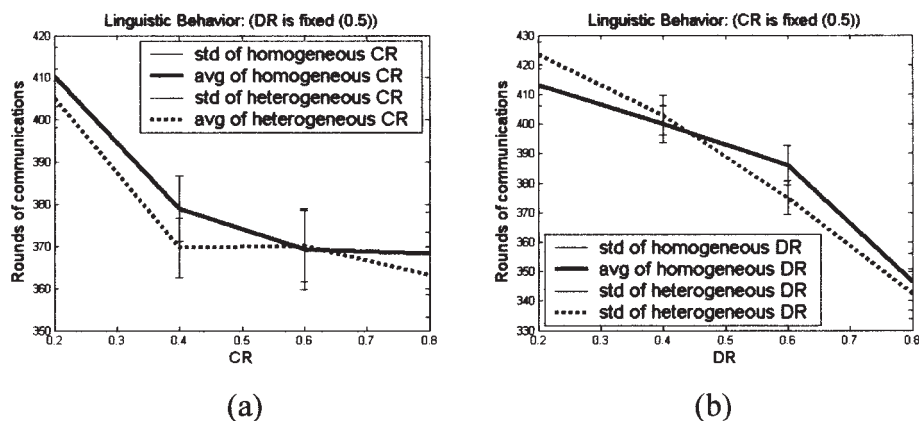 Linguistic Behavior: (DR is fixed (0.5))
420
410
400
390
380
370
360
350
Rounds of communications
std of homogeneous CR
avg of homogeneous CR
std of heterogeneous CR
avg of heterogeneous CR
0.2 0.3 0.4 0.5 0.6 0.7 0.8
CR
(a)
Linguistic Behavior: (CR is fixed (0.5))
430
420
410
400
390
380
370
360
350
340
330
Rounds of communications
std of homogeneous DR
avg of homogeneous DR
std of heterogeneous DR
std of heterogeneous DR
0.2 0.3 0.4 0.5 0.6 0.7 0.8
DR
(b)